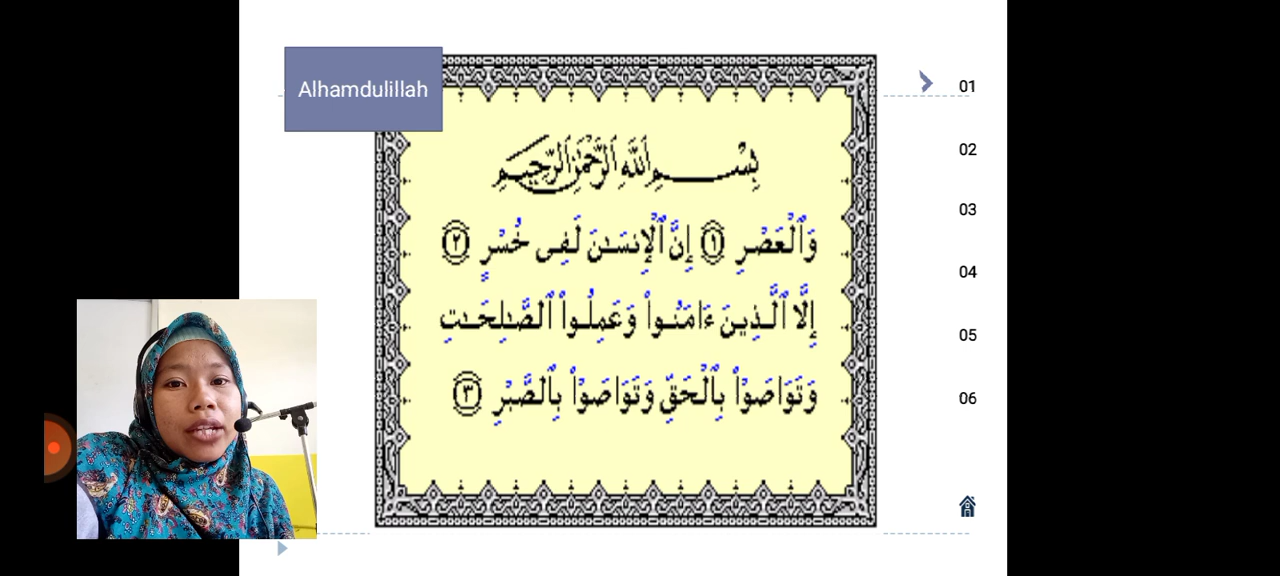 Alhamdulillah
بِسْمِ ٱللَّهِ ٱلرَّحْمَٰنِ ٱلرَّحِيمِ
وَٱلْعَصْرِ ١ إِنَّ ٱلْإِنسَـٰنَ لَفِى خُسْرٍ ٢
إِلَّا ٱلَّذِينَ ءَامَنُوا۟ وَعَمِلُوا۟ ٱلصَّـٰلِحَـٰتِ
وَتَوَاصَوْا۟ بِٱلْحَقِّ وَتَوَاصَوْا۟ بِٱلصَّبْرِ ٣
01
02
03
04
05
06